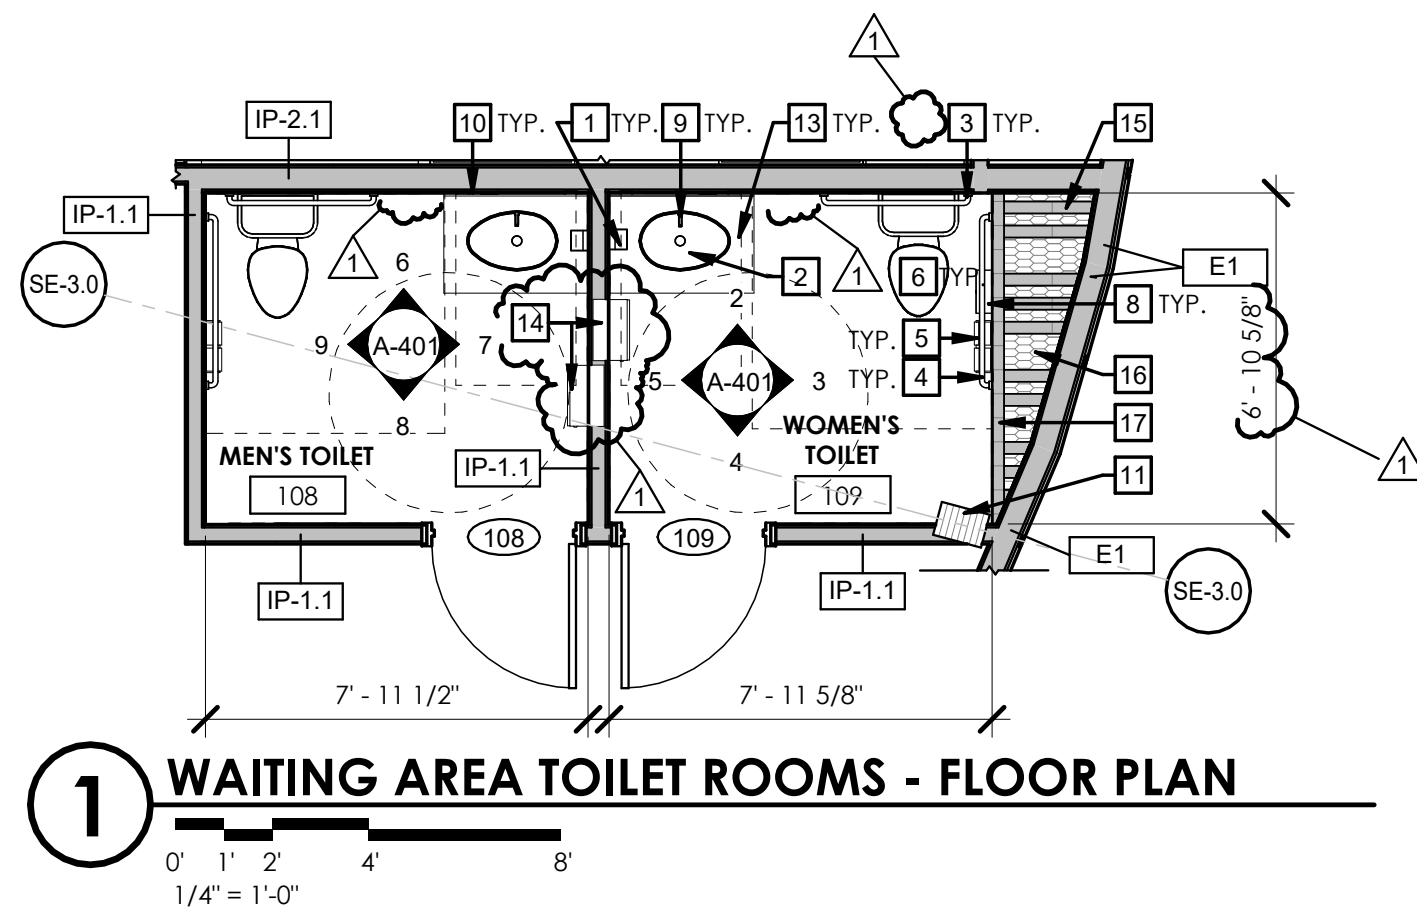 1
IP-2.1
10 TYP.
1 TYP.
9 TYP.
13 TYP.
3 TYP.
15
IP-1.1
SE-3.0
1
6
9
A-401
7
8
14
2
2
5
A-401
3
4
1
6 TYP.
E1
8 TYP.
TYP. 5
TYP. 4
16
17
11
6' - 10 5/8"
1
MEN'S TOILET
108
IP-1.1
1
WOMEN'S
TOILET
109
108
109
IP-1.1
IP-1.1
E1
SE-3.0
7' - 11 1/2"
7' - 11 5/8"
1
WAITING AREA TOILET ROOMS - FLOOR PLAN
0' 1' 2' 4' 8'
1/4" = 1'-0"